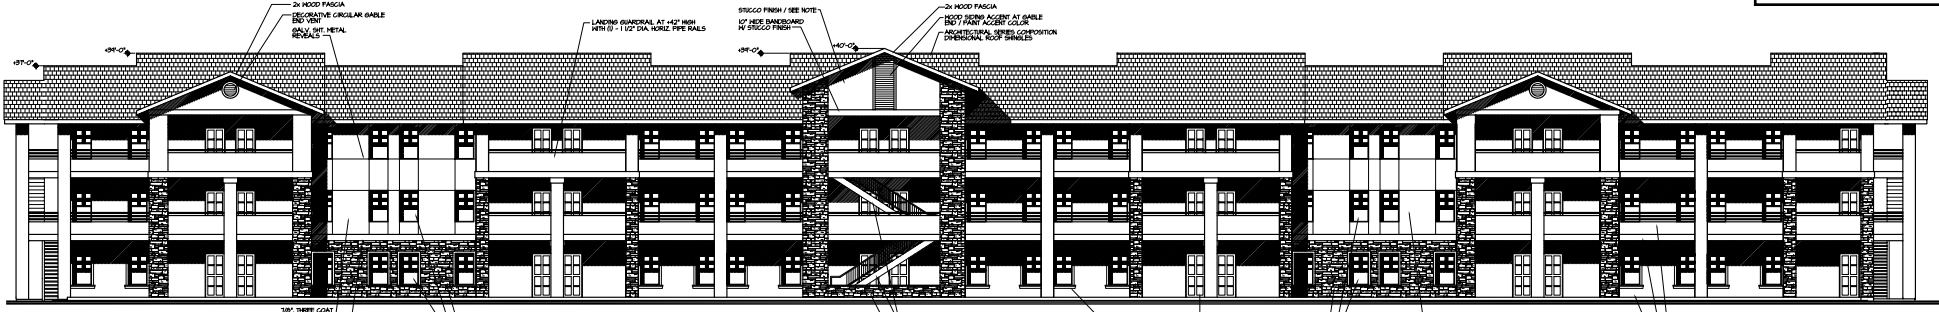 2x WOOD FASCIA
DECORATIVE CIRCULAR GABLE
END VENT
GALV. SHT. METAL
REVEALS
+39'-0"
+37'-0"
LANDING GUARDRAIL AT +42" HIGH
WITH (1) - 1 1/2" DIA. HORIZ. PIPE RAILS
STUCCO FINISH / SEE NOTE
10" WIDE BANDBOARD
W/ STUCCO FINISH
+39'-0"
+40'-0"
2x WOOD FASCIA
WOOD SIDING ACCENT AT GABLE
END / PAINT ACCENT COLOR
ARCHITECTURAL SERIES COMPOSITION
DIMENSIONAL ROOF SHINGLES
7/8" THREE COAT